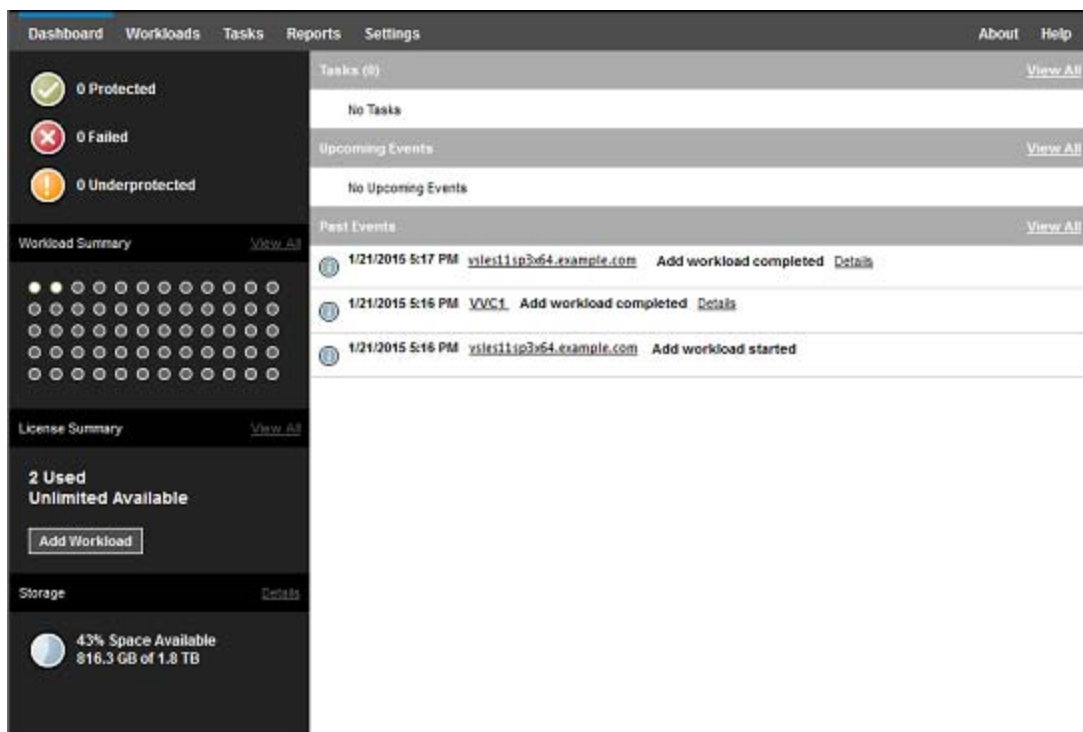 Dashboard Workloads Tasks Reports Settings About Help
0 Protected
0 Failed
0 Underprotected
Workload Summary View All
License Summary View All
2 Used
Unlimited Available
Add Workload
Storage Details
43% Space Available
816.3 GB of 1.8 TB
Tasks (0) View All
No Tasks
Upcoming Events View All
No Upcoming Events
Past Events View All
1/21/2015 5:17 PM vsles11sp3x64.example.com Add workload completed Details
1/21/2015 5:16 PM VVC1 Add workload completed Details
1/21/2015 5:16 PM vsles11sp3x64.example.com Add workload started